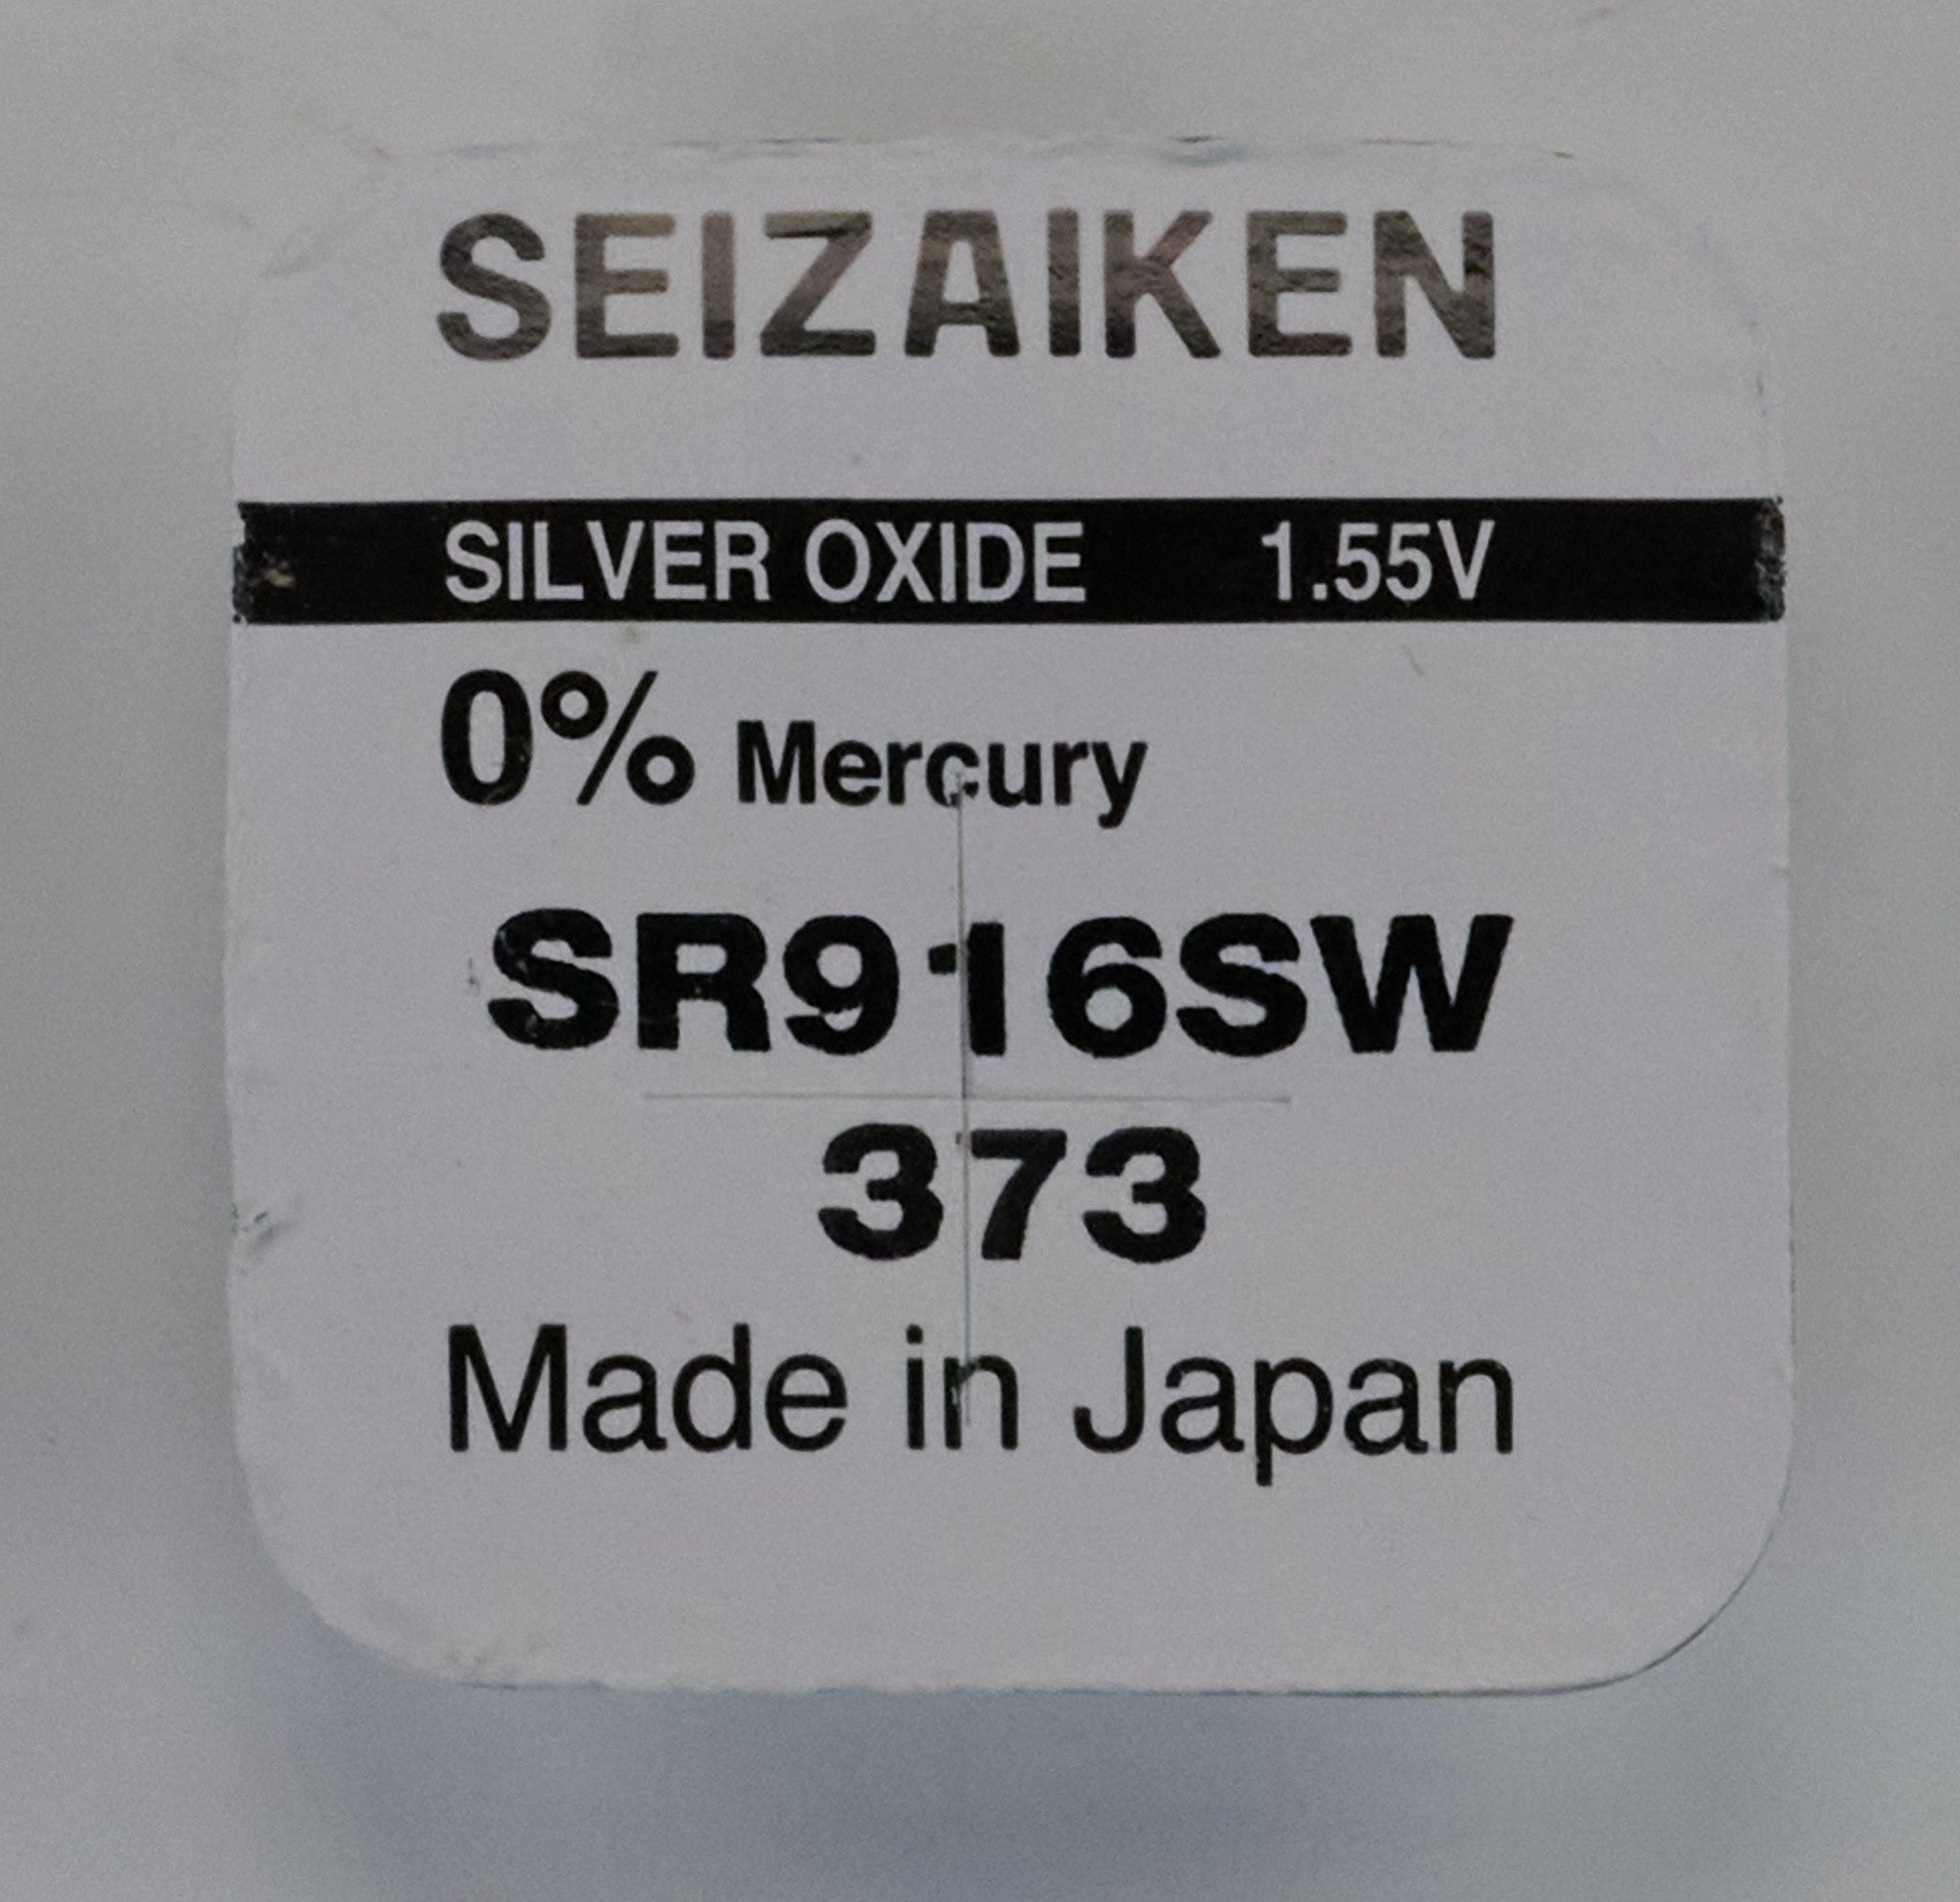 SEIZAIKEN
SILVER OXIDE 1.55V
0% Mercury
SR916SW
373
Made in Japan